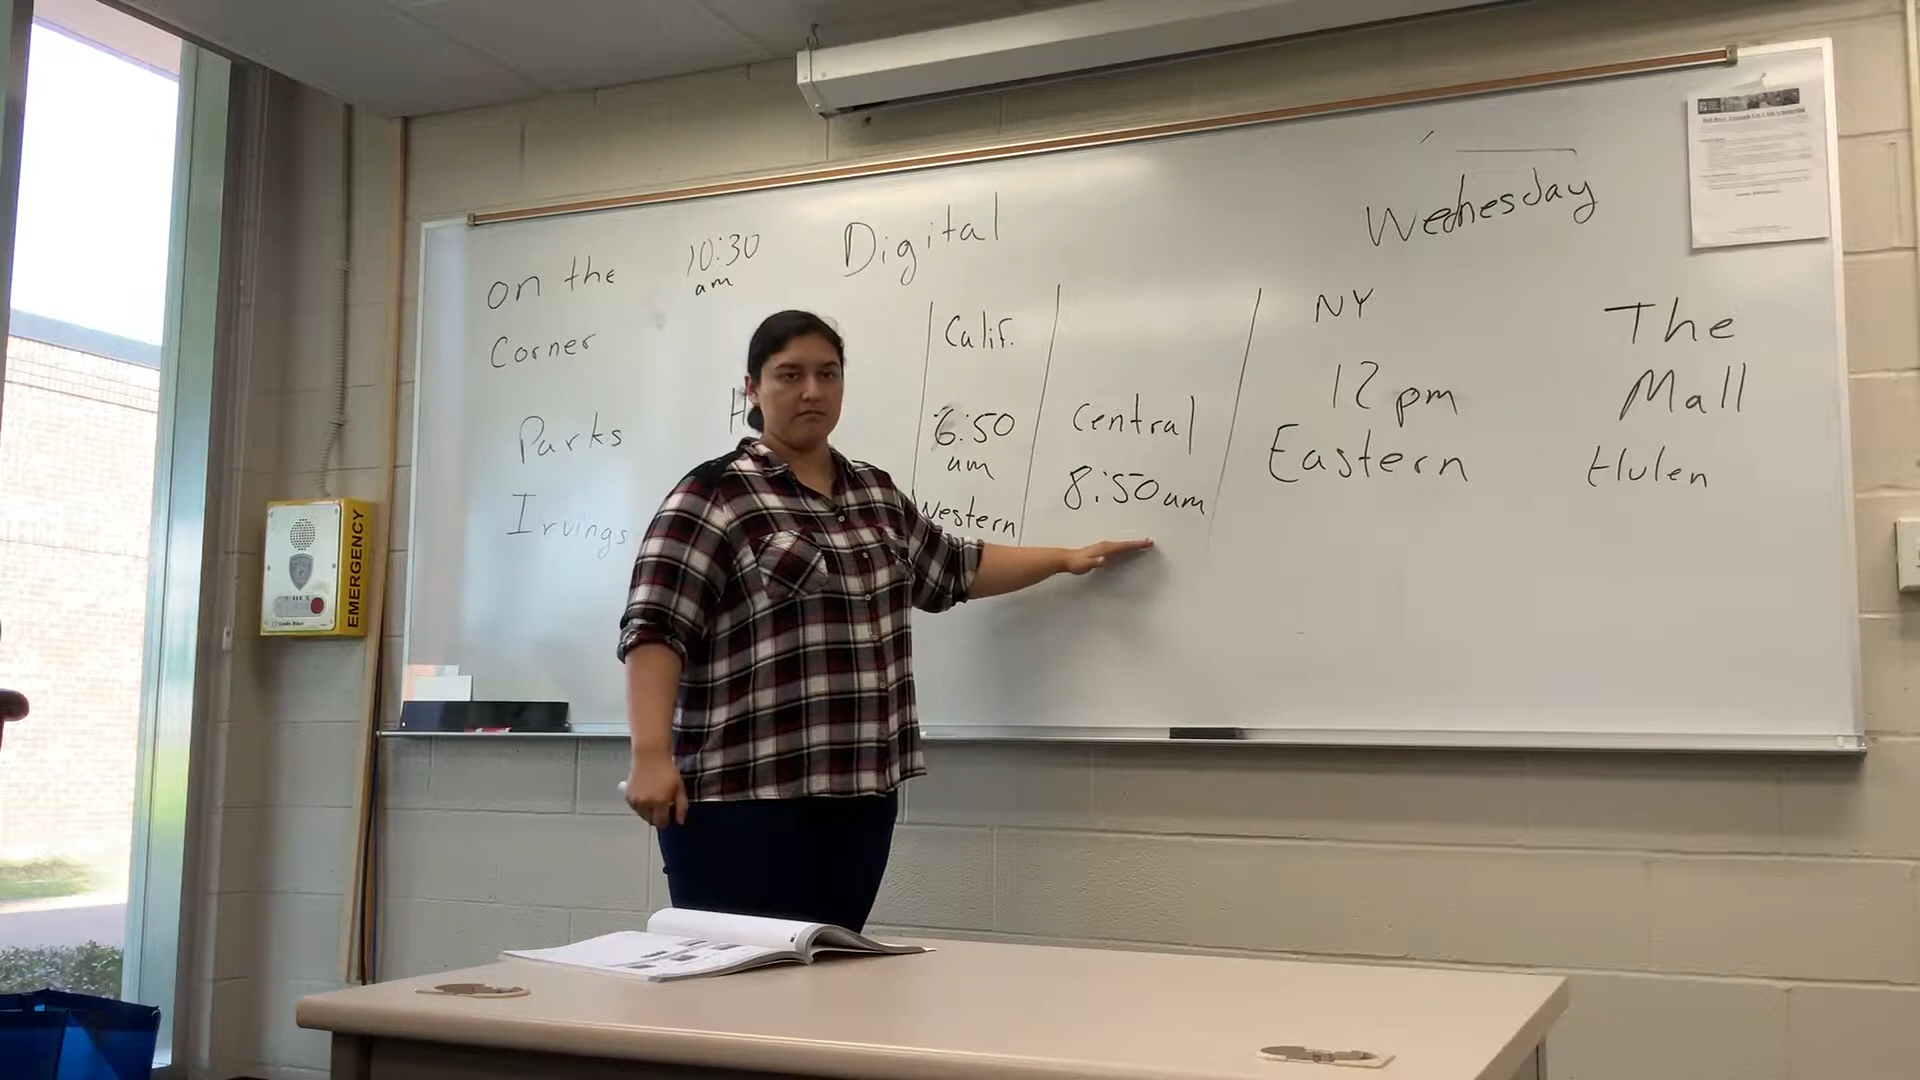 on the
Corner
Parks
Irvings
10:30
am
Digital
Calif.
6:50
am
Western
Central
8:50am
NY
12 pm
Eastern
Wednesday
The
Mall
Hulen
EMERGENCY